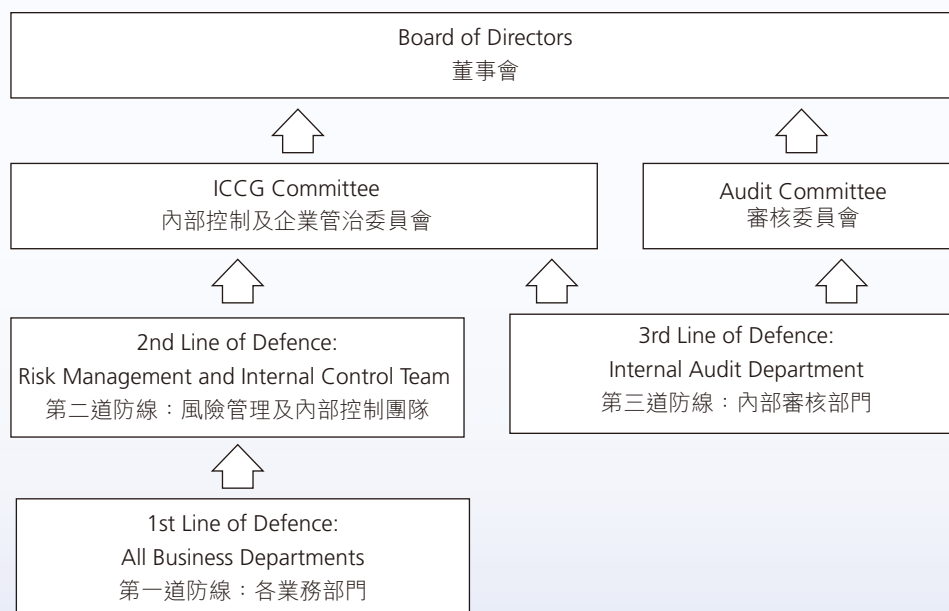 Board of Directors
董事會
ICCG Committee
內部控制及企業管治委員會
Audit Committee
審核委員會
2nd Line of Defence:
Risk Management and Internal Control Team
第二道防線：風險管理及內部控制團隊
3rd Line of Defence:
Internal Audit Department
第三道防線：內部審核部門
1st Line of Defence:
All Business Departments
第一道防線：各業務部門